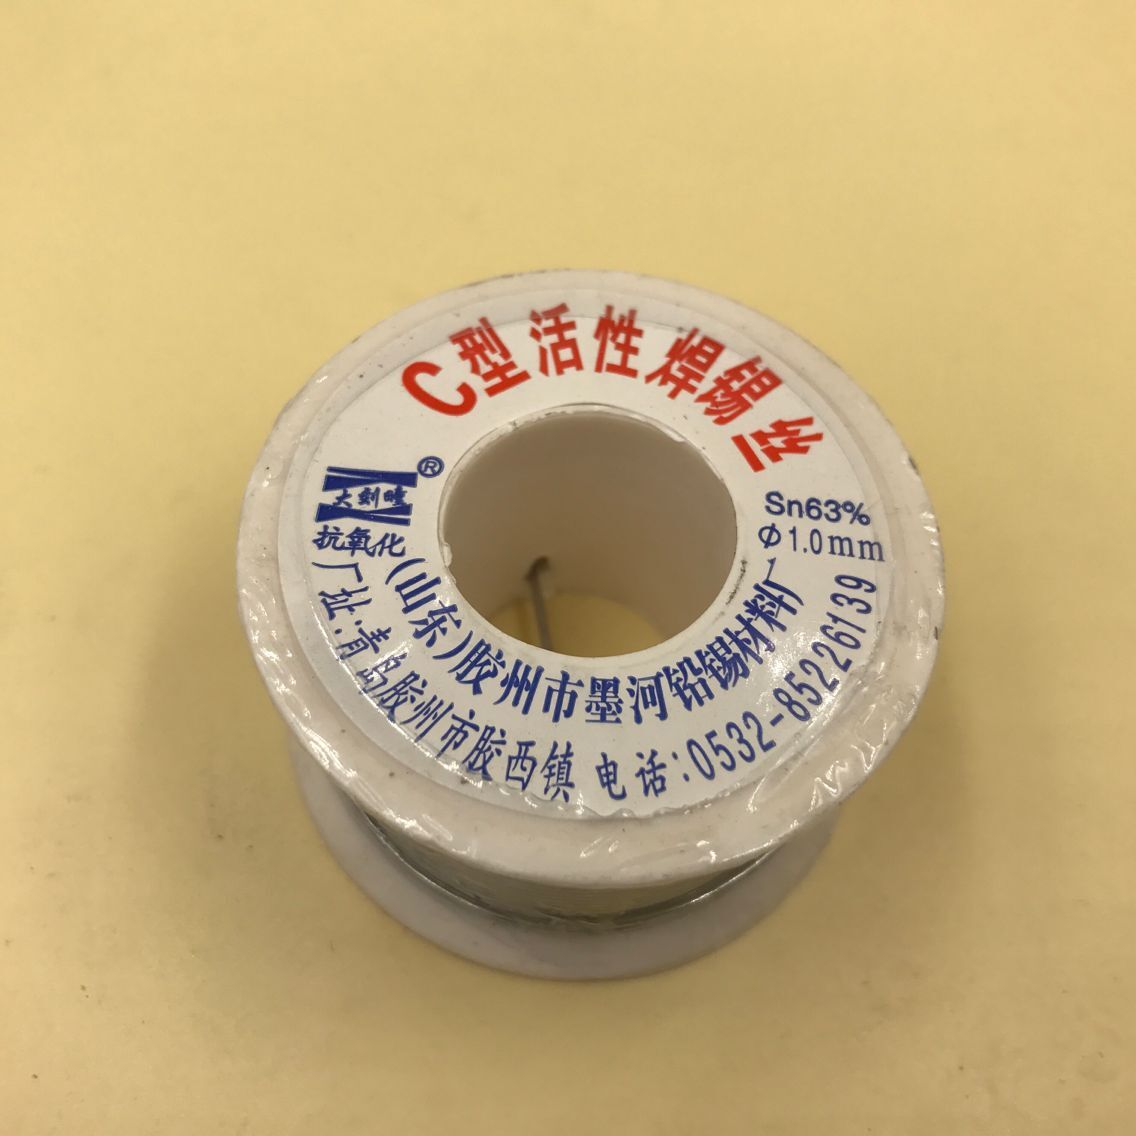 C型活性焊锡丝
®
大刻畦
抗氧化
Sn63%
Φ1.0mm
(山东)胶州市墨河铅锡材料厂
厂址:青岛胶州市胶西镇 电话:0532-85226139